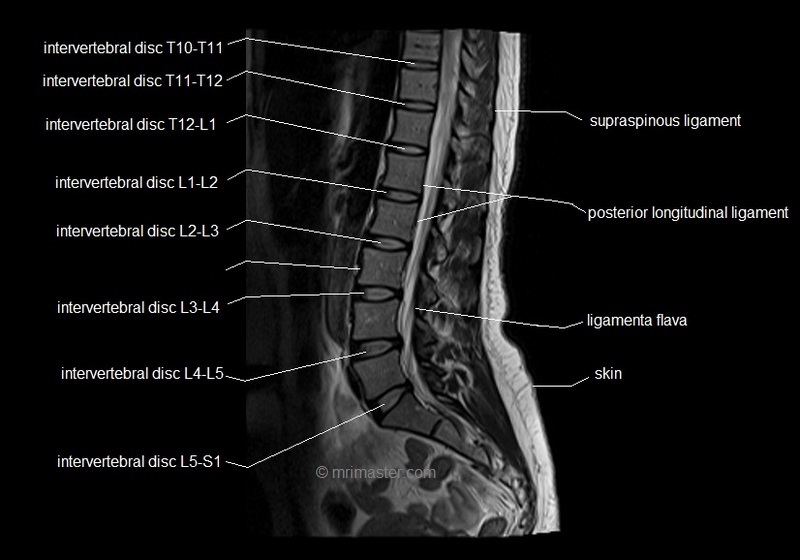 intervertebral disc T10-T11
intervertebral disc T11-T12
intervertebral disc T12-L1
intervertebral disc L1-L2
intervertebral disc L2-L3
intervertebral disc L3-L4
intervertebral disc L4-L5
intervertebral disc L5-S1
supraspinous ligament
posterior longitudinal ligament
ligamenta flava
skin
© mrimaster.com